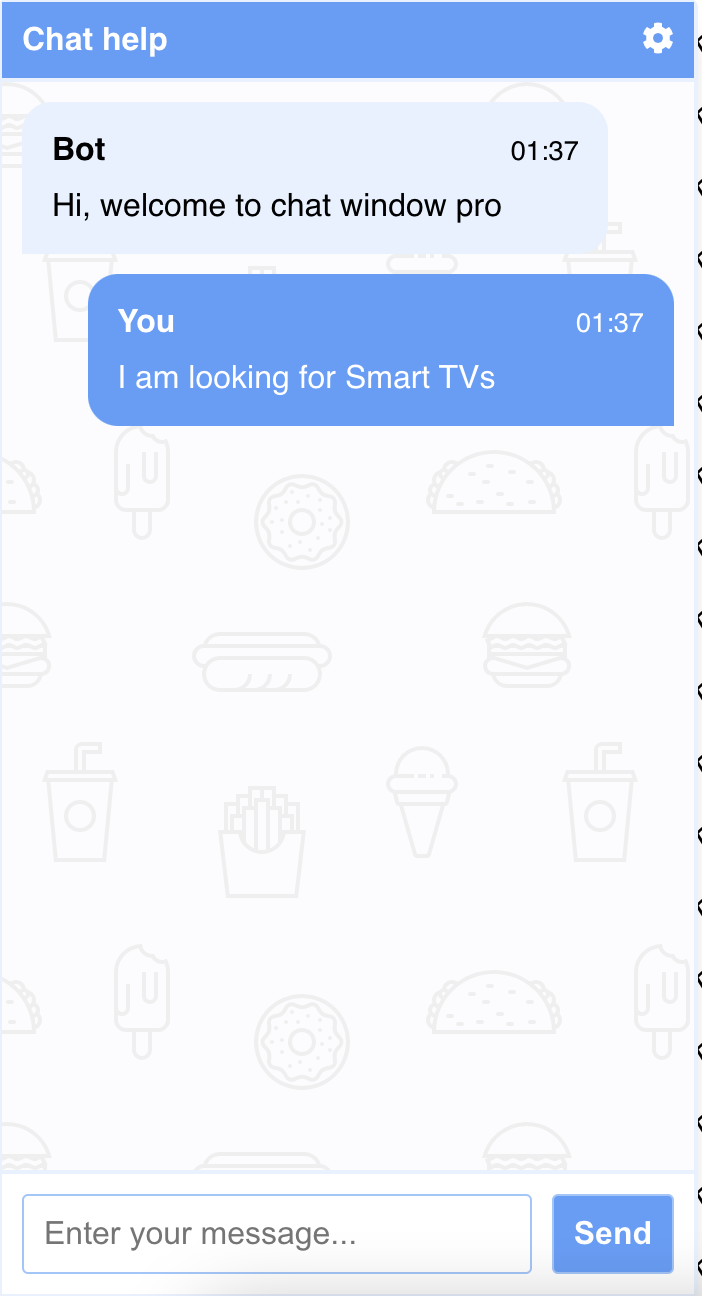 Chat help
Bot 01:37
Hi, welcome to chat window pro
You 01:37
I am looking for Smart TVs
Enter your message... Send